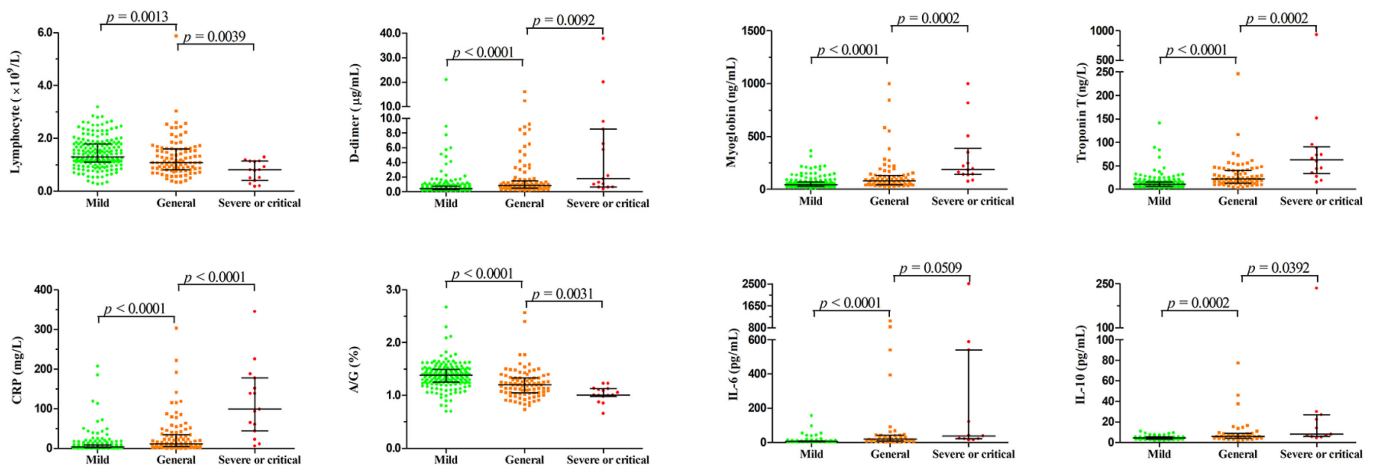 p = 0.0013
p = 0.0039
6.0
4.0
2.0
0.0
Lymphocyte ( ×10⁹/L)
Mild General Severe or critical
p = 0.0092
p < 0.0001
40.0
30.0
20.0
10.0
10.0
8.0
6.0
4.0
2.0
0.0
D-dimer ( μg/mL)
Mild General Severe or critical
p = 0.0002
p < 0.0001
1500
1000
500
0
Myoglobin (ng/mL)
Mild General Severe or critical
p = 0.0002
p < 0.0001
1000
750
500
250
200
150
100
50
0
Troponin T (ng/L)
Mild General Severe or critical
p < 0.0001
p < 0.0001
400
300
200
100
0
CRP (mg/L)
Mild General Severe or critical
p < 0.0001
p = 0.0031
3.0
2.0
1.0
0.0
A/G (%)
Mild General Severe or critical
p = 0.0509
p < 0.0001
2500
1650
800
600
400
200
0
IL-6 (pg/mL)
Mild General Severe or critical
p = 0.0392
p = 0.0002
250
100
100
80
60
40
20
0
IL-10 (pg/mL)
Mild General Severe or critical